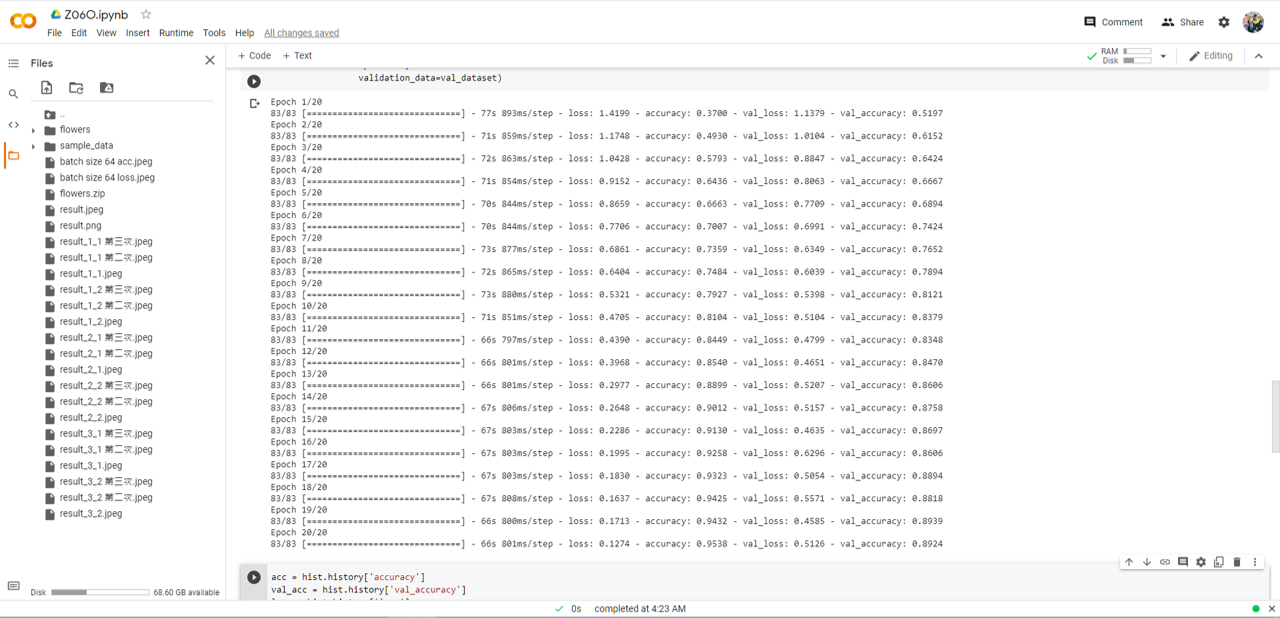 Z06O.ipynb
File Edit View Insert Runtime Tools Help All changes saved
Comment Share
Files
+ Code + Text
RAM
Disk
Editing
..
flowers
sample_data
batch size 64 acc.jpeg
batch size 64 loss.jpeg
flowers.zip
result.jpeg
result.png
result_1_1 第三次.jpeg
result_1_1 第二次.jpeg
result_1_1.jpeg
result_1_2 第三次.jpeg
result_1_2 第二次.jpeg
result_1_2.jpeg
result_2_1 第三次.jpeg
result_2_1 第二次.jpeg
result_2_1.jpeg
result_2_2 第三次.jpeg
result_2_2 第二次.jpeg
result_2_2.jpeg
result_3_1 第三次.jpeg
result_3_1 第二次.jpeg
result_3_1.jpeg
result_3_2 第三次.jpeg
result_3_2 第二次.jpeg
result_3_2.jpeg
Disk 68.60 GB available
validation_data=val_dataset)
Epoch 1/20
83/83 [==============================] - 77s 893ms/step - loss: 1.4199 - accuracy: 0.3700 - val_loss: 1.1379 - val_accuracy: 0.5197
Epoch 2/20
83/83 [==============================] - 71s 859ms/step - loss: 1.1748 - accuracy: 0.4930 - val_loss: 1.0104 - val_accuracy: 0.6152
Epoch 3/20
83/83 [==============================] - 72s 863ms/step - loss: 1.0428 - accuracy: 0.5793 - val_loss: 0.8847 - val_accuracy: 0.6424
Epoch 4/20
83/83 [==============================] - 71s 854ms/step - loss: 0.9152 - accuracy: 0.6436 - val_loss: 0.8063 - val_accuracy: 0.6667
Epoch 5/20
83/83 [==============================] - 70s 844ms/step - loss: 0.8659 - accuracy: 0.6663 - val_loss: 0.7709 - val_accuracy: 0.6894
Epoch 6/20
83/83 [==============================] - 70s 844ms/step - loss: 0.7706 - accuracy: 0.7007 - val_loss: 0.6991 - val_accuracy: 0.7424
Epoch 7/20
83/83 [==============================] - 73s 877ms/step - loss: 0.6861 - accuracy: 0.7359 - val_loss: 0.6349 - val_accuracy: 0.7652
Epoch 8/20
83/83 [==============================] - 72s 865ms/step - loss: 0.6404 - accuracy: 0.7484 - val_loss: 0.6039 - val_accuracy: 0.7894
Epoch 9/20
83/83 [==============================] - 73s 880ms/step - loss: 0.5321 - accuracy: 0.7927 - val_loss: 0.5398 - val_accuracy: 0.8121
Epoch 10/20
83/83 [==============================] - 71s 851ms/step - loss: 0.4705 - accuracy: 0.8104 - val_loss: 0.5104 - val_accuracy: 0.8379
Epoch 11/20
83/83 [==============================] - 66s 797ms/step - loss: 0.4390 - accuracy: 0.8449 - val_loss: 0.4799 - val_accuracy: 0.8348
Epoch 12/20
83/83 [==============================] - 66s 801ms/step - loss: 0.3968 - accuracy: 0.8540 - val_loss: 0.4651 - val_accuracy: 0.8470
Epoch 13/20
83/83 [==============================] - 66s 801ms/step - loss: 0.2977 - accuracy: 0.8899 - val_loss: 0.5207 - val_accuracy: 0.8606
Epoch 14/20
83/83 [==============================] - 67s 806ms/step - loss: 0.2648 - accuracy: 0.9012 - val_loss: 0.5157 - val_accuracy: 0.8758
Epoch 15/20
83/83 [==============================] - 67s 803ms/step - loss: 0.2286 - accuracy: 0.9130 - val_loss: 0.4635 - val_accuracy: 0.8697
Epoch 16/20
83/83 [==============================] - 67s 803ms/step - loss: 0.1995 - accuracy: 0.9258 - val_loss: 0.6296 - val_accuracy: 0.8606
Epoch 17/20
83/83 [==============================] - 67s 803ms/step - loss: 0.1830 - accuracy: 0.9323 - val_loss: 0.5054 - val_accuracy: 0.8894
Epoch 18/20
83/83 [==============================] - 67s 808ms/step - loss: 0.1637 - accuracy: 0.9425 - val_loss: 0.5571 - val_accuracy: 0.8818
Epoch 19/20
83/83 [==============================] - 66s 800ms/step - loss: 0.1713 - accuracy: 0.9432 - val_loss: 0.4585 - val_accuracy: 0.8939
Epoch 20/20
83/83 [==============================] - 66s 801ms/step - loss: 0.1274 - accuracy: 0.9538 - val_loss: 0.5126 - val_accuracy: 0.8924
acc = hist.history['accuracy']
val_acc = hist.history['val_accuracy']
0s completed at 4:23 AM